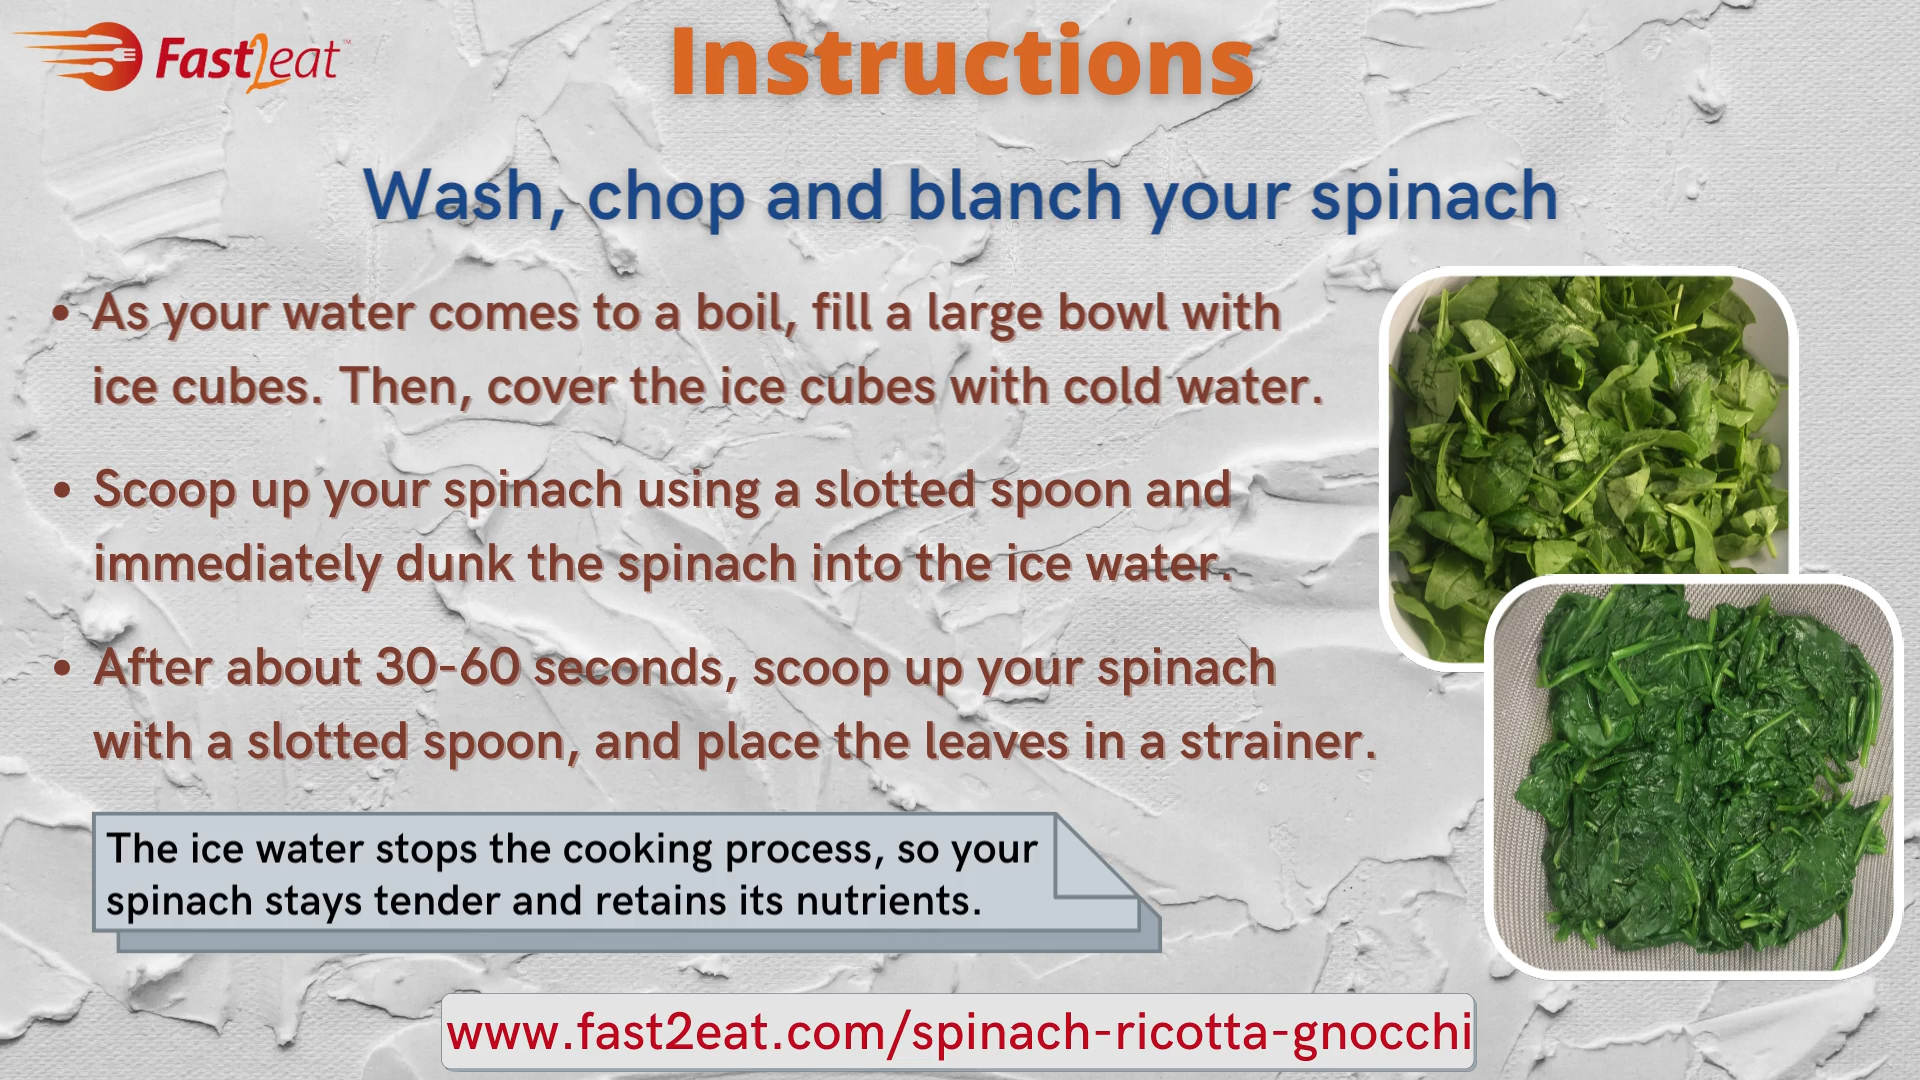 Fast2eat™
Instructions
Wash, chop and blanch your spinach
• As your water comes to a boil, fill a large bowl with
ice cubes. Then, cover the ice cubes with cold water.
• Scoop up your spinach using a slotted spoon and
immediately dunk the spinach into the ice water.
• After about 30-60 seconds, scoop up your spinach
with a slotted spoon, and place the leaves in a strainer.
The ice water stops the cooking process, so your
spinach stays tender and retains its nutrients.
www.fast2eat.com/spinach-ricotta-gnocchi